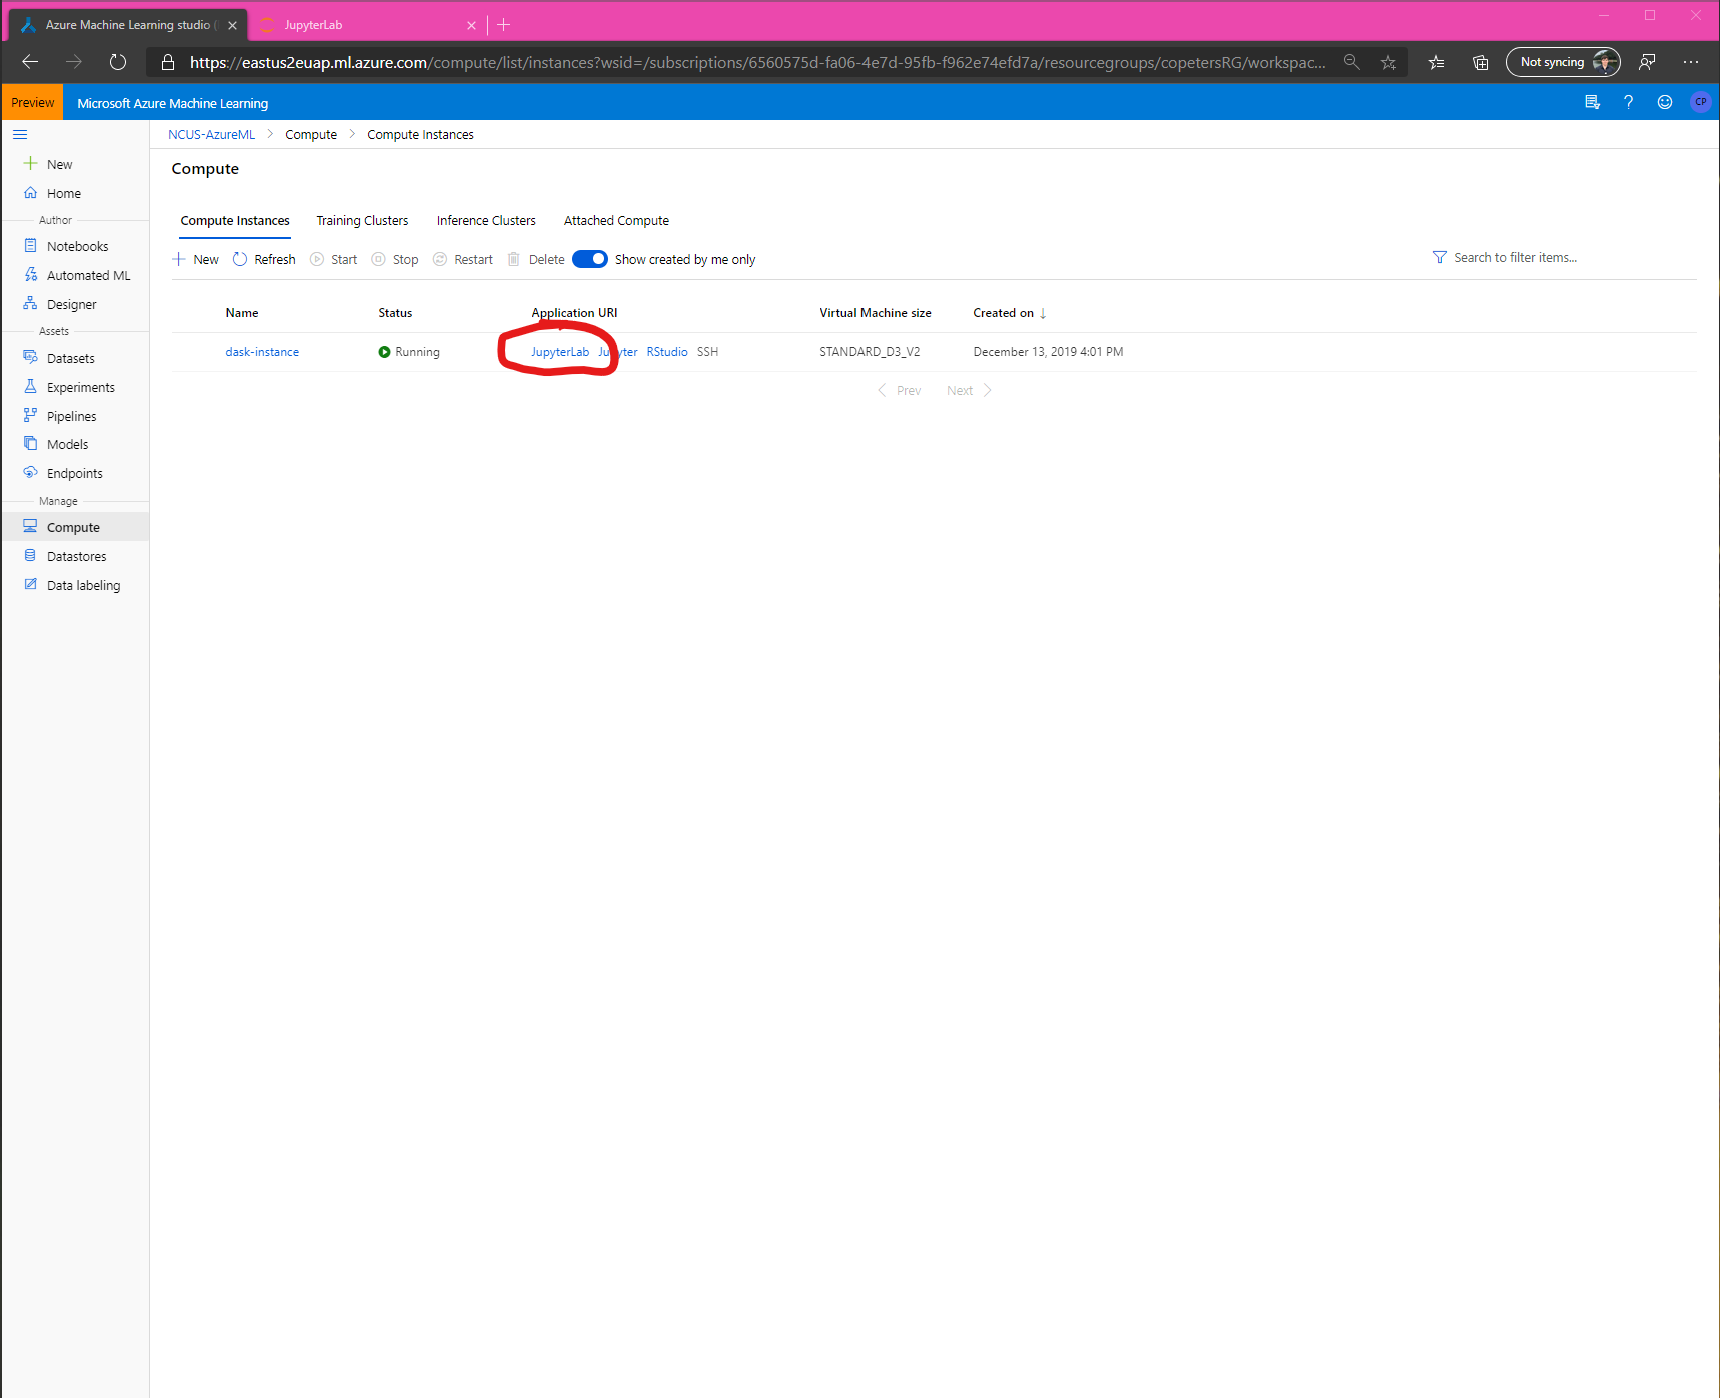 Azure Machine Learning studio (
JupyterLab
https://eastus2euap.ml.azure.com/compute/list/instances?wsid=/subscriptions/6560575d-fa06-4e7d-95fb-f962e74efd7a/resourcegroups/copetersRG/workspac...
Not syncing
Preview
Microsoft Azure Machine Learning
CP
NCUS-AzureML > Compute > Compute Instances
New
Home
Author
Notebooks
Automated ML
Designer
Assets
Datasets
Experiments
Pipelines
Models
Endpoints
Manage
Compute
Datastores
Data labeling
Compute
Compute Instances Training Clusters Inference Clusters Attached Compute
New Refresh Start Stop Restart Delete Show created by me only
Search to filter items...
Name Status Application URI Virtual Machine size Created on ↓
dask-instance Running JupyterLab Jupyter RStudio SSH STANDARD_D3_V2 December 13, 2019 4:01 PM
< Prev Next >